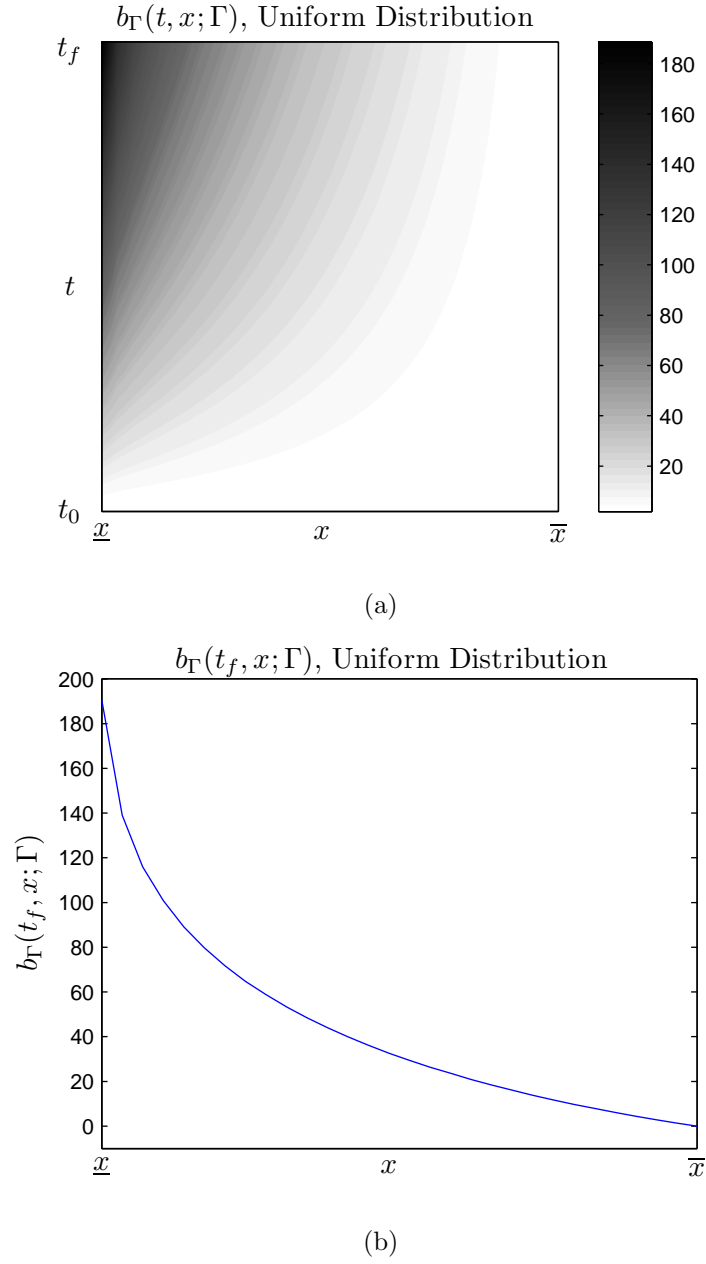 b_Γ(t, x; Γ), Uniform Distribution
t_f
t
t_0
x
x
x̅
180
160
140
120
100
80
60
40
20
(a)
b_Γ(t_f, x; Γ), Uniform Distribution
b_Γ(t_f, x; Γ)
200
180
160
140
120
100
80
60
40
20
0
x̲
x
x̅
(b)